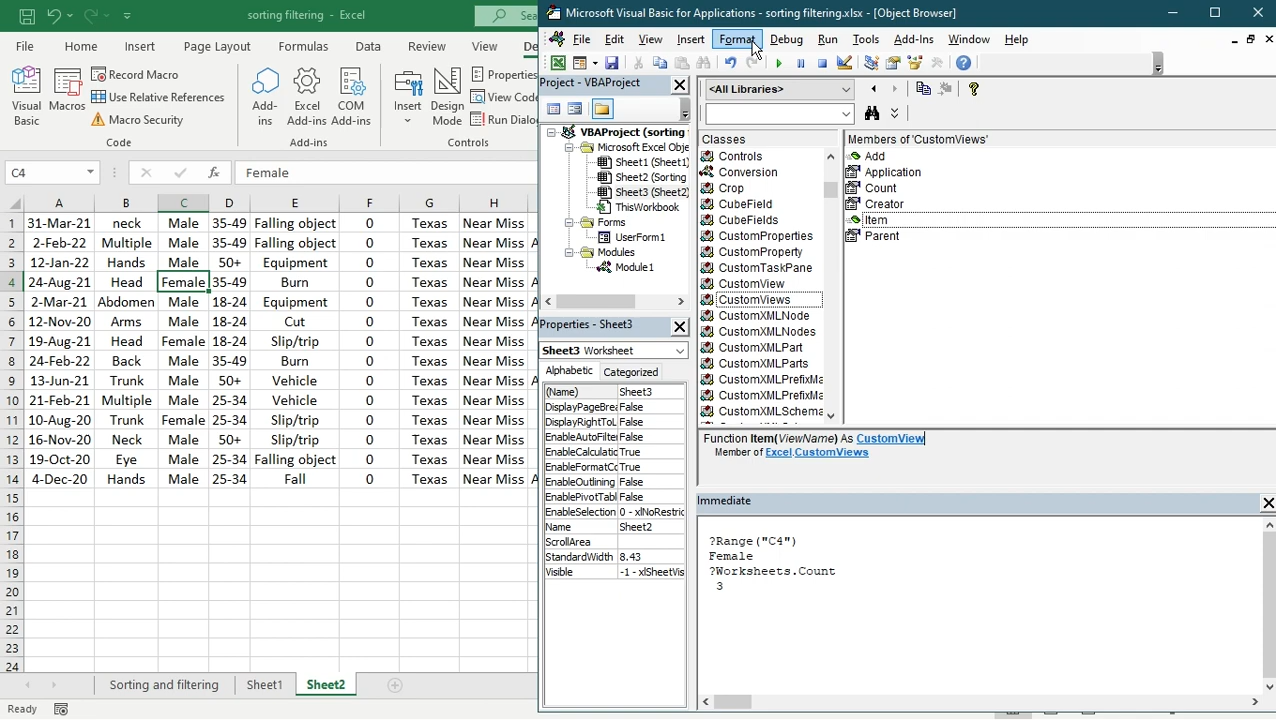 sorting filtering - Excel
Se
File Home Insert Page Layout Formulas Data Review View De
Visual Basic
Macros
Record Macro
Use Relative References
Macro Security
Code
Add-ins
Excel Add-ins
COM Add-ins
Add-ins
Insert
Design Mode
Properties
View Code
Run Dialo
Controls
C4 fx Female
A B C D E F G H
1 31-Mar-21 neck Male 35-49 Falling object 0 Texas Near Miss
2 2-Feb-22 Multiple Male 35-49 Falling object 0 Texas Near Miss A
3 12-Jan-22 Hands Male 50+ Equipment 0 Texas Near Miss
4 24-Aug-21 Head Female 35-49 Burn 0 Texas Near Miss
5 2-Mar-21 Abdomen Male 18-24 Equipment 0 Texas Near Miss A
6 12-Nov-20 Arms Male 18-24 Cut 0 Texas Near Miss A
7 19-Aug-21 Head Female 18-24 Slip/trip 0 Texas Near Miss A
8 24-Feb-22 Back Male 35-49 Burn 0 Texas Near Miss
9 13-Jun-21 Trunk Male 50+ Vehicle 0 Texas Near Miss A
10 21-Feb-21 Multiple Male 25-34 Vehicle 0 Texas Near Miss
11 10-Aug-20 Trunk Female 25-34 Slip/trip 0 Texas Near Miss
12 16-Nov-20 Neck Male 50+ Slip/trip 0 Texas Near Miss
13 19-Oct-20 Eye Male 25-34 Falling object 0 Texas Near Miss A
14 4-Dec-20 Hands Male 25-34 Fall 0 Texas Near Miss A
15
16
17
18
19
20
21
22
23
24
Sorting and filtering Sheet1 Sheet2
Ready
Microsoft Visual Basic for Applications - sorting filtering.xlsx - [Object Browser]
File Edit View Insert Format Debug Run Tools Add-Ins Window Help
Project - VBAProject
VBAProject (sorting
Microsoft Excel Obje
Sheet1 (Sheet1)
Sheet2 (Sorting
Sheet3 (Sheet2)
ThisWorkbook
Forms
UserForm1
Modules
Module1
Properties - Sheet3
Sheet3 Worksheet
Alphabetic Categorized
(Name) Sheet3
DisplayPageBrea False
DisplayRightToL False
EnableAutoFilte False
EnableCalculatio True
EnableFormatCo True
EnableOutlining False
EnablePivotTabl False
EnableSelection 0 - xlNoRestric
Name Sheet2
ScrollArea
StandardWidth 8.43
Visible -1 - xlSheetVis
<All Libraries>
Classes
Controls
Conversion
Crop
CubeField
CubeFields
CustomProperties
CustomProperty
CustomTaskPane
CustomView
CustomViews
CustomXMLNode
CustomXMLNodes
CustomXMLPart
CustomXMLParts
CustomXMLPrefixMa
CustomXMLPrefixMa
CustomXMLSchema
Members of 'CustomViews'
Add
Application
Count
Creator
Item
Parent
Function Item(ViewName) As CustomView
Member of Excel.CustomViews
Immediate
?Range("C4")
Female
?Worksheets.Count
3